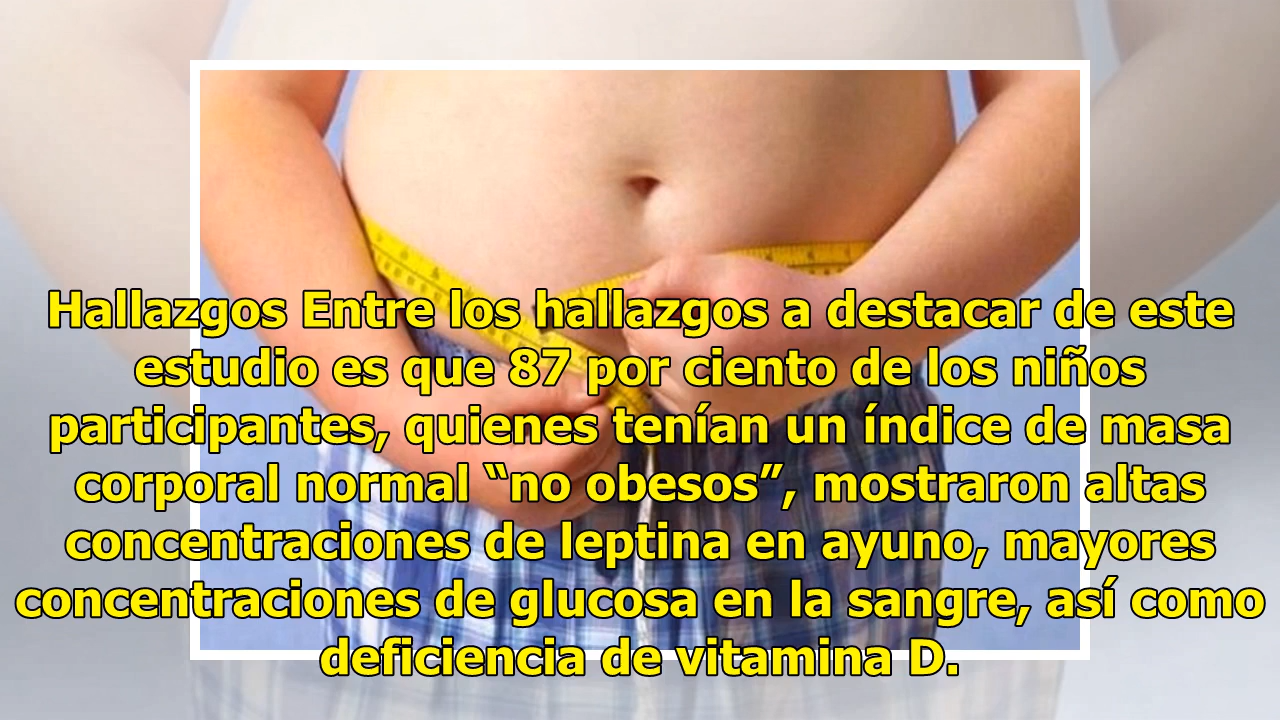 Hallazgos Entre los hallazgos a destacar de este
estudio es que 87 por ciento de los niños
participantes, quienes tenían un índice de masa
corporal normal “no obesos”, mostraron altas
concentraciones de leptina en ayuno, mayores
concentraciones de glucosa en la sangre, así como
deficiencia de vitamina D.